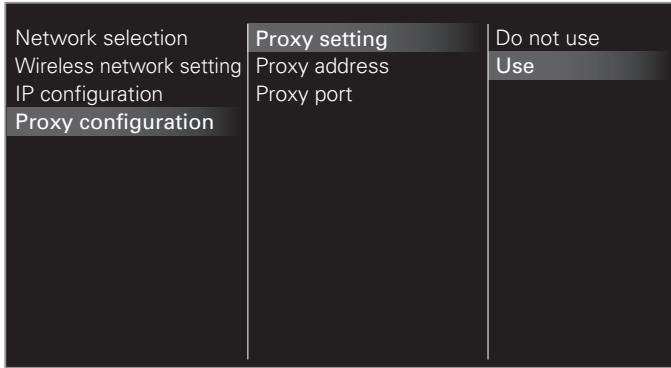 Network selection
Wireless network setting
IP configuration
Proxy configuration
Proxy setting
Proxy address
Proxy port
Do not use
Use